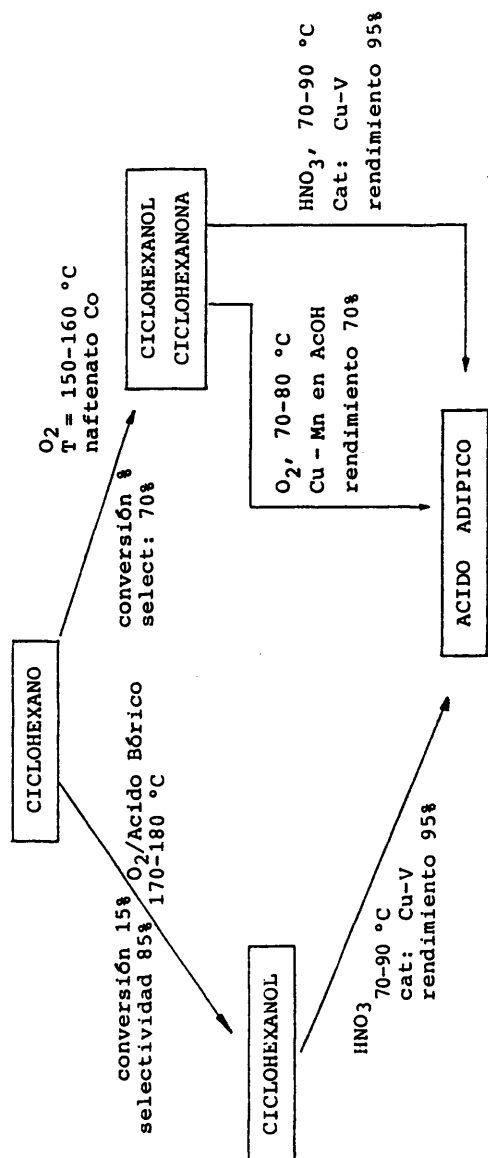 CICLOHEXANO
conversión 15%
selectividad 85%
O2/Acido Bórico
170-180 °C
O2
T = 150-160 °C
naftenato Co
conversión %
select: 70%
CICLOHEXANOL
CICLOHEXANOL
CICLOHEXANONA
HNO3
70-90 °C
cat: Cu-V
rendimiento 95%
O2, 70-80 °C
Cu - Mn en AcOH
rendimiento 70%
HNO3, 70-90 °C
Cat: Cu-V
rendimiento 95%
ACIDO ADIPICO